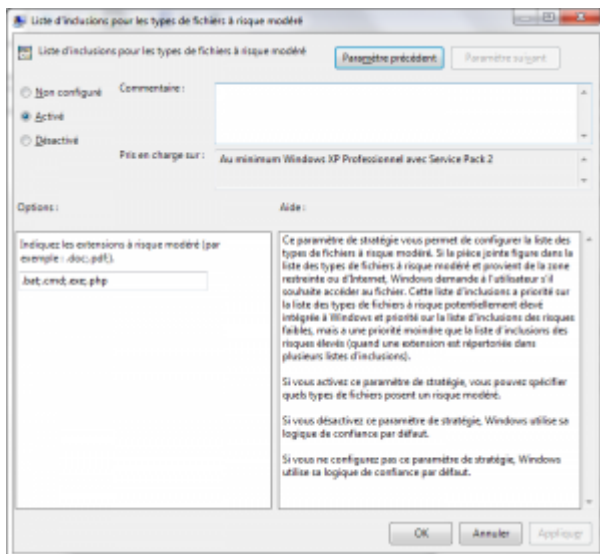 Liste d'inclusions pour les types de fichiers à risque modéré
Liste d'inclusions pour les types de fichiers à risque modéré
Paramètre précédent
Paramètre suivant
Non configuré
Commentaire :
Activé
Désactivé
Pris en charge sur :
Au minimum Windows XP Professionnel avec Service Pack 2
Options :
Aide :
Indiquez les extensions à risque modéré (par
exemple : .doc;.pdf;).
.bat;.cmd;.exe;.php
Ce paramètre de stratégie vous permet de configurer la liste des
types de fichiers à risque modéré. Si la pièce jointe figure dans la
liste des types de fichiers à risque modéré et provient de la zone
restreinte ou d'Internet, Windows demande à l'utilisateur s'il
souhaite accéder au fichier. Cette liste d'inclusions a priorité sur
la liste des types de fichiers à risque potentiellement élevé
intégrée à Windows et priorité sur la liste d'inclusions des risques
faibles, mais a une priorité moindre que la liste d'inclusions des
risques élevés (quand une extension est répertoriée dans
plusieurs listes d'inclusions).
Si vous activez ce paramètre de stratégie, vous pouvez spécifier
quels types de fichiers posent un risque modéré.
Si vous désactivez ce paramètre de stratégie, Windows utilise sa
logique de confiance par défaut.
Si vous ne configurez pas ce paramètre de stratégie, Windows
utilise sa logique de confiance par défaut.
OK
Annuler
Appliquer